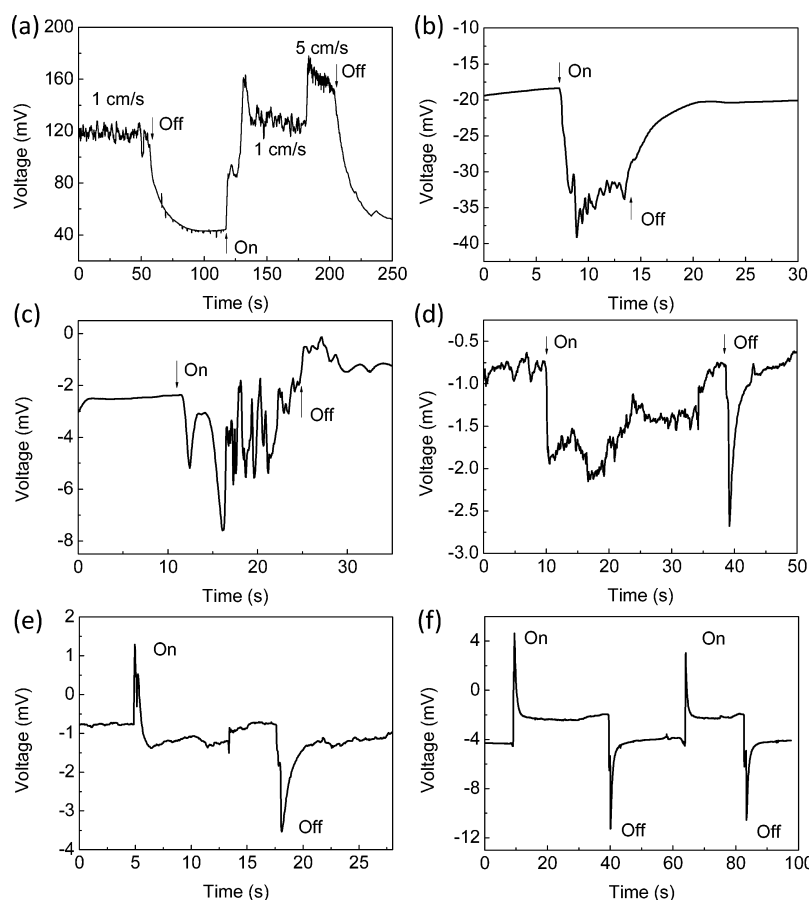 (a)
200
160
120
80
40
Voltage (mV)
1 cm/s
Off
On
1 cm/s
5 cm/s
Off
0 50 100 150 200 250
Time (s)
(b)
-10
-15
-20
-25
-30
-35
-40
Voltage (mV)
On
Off
0 5 10 15 20 25 30
Time (s)
(c)
0
-2
-4
-6
-8
Voltage (mV)
On
Off
0 10 20 30
Time (s)
(d)
-0.5
-1.0
-1.5
-2.0
-2.5
-3.0
Voltage (mV)
On
Off
0 10 20 30 40 50
Time (s)
(e)
2
1
0
-1
-2
-3
-4
Voltage (mV)
On
Off
0 5 10 15 20 25
Time (s)
(f)
4
0
-4
-8
-12
Voltage (mV)
On
On
Off
Off
0 20 40 60 80 100
Time (s)